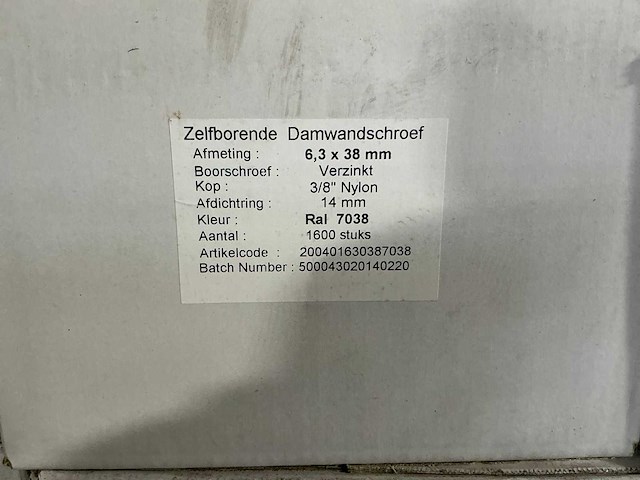 Zelfborende Damwandschroef
Afmeting : 6,3 x 38 mm
Boorschroef : Verzinkt
Kop : 3/8" Nylon
Afdichtring : 14 mm
Kleur : Ral 7038
Aantal : 1600 stuks
Artikelcode : 200401630387038
Batch Number : 500043020140220